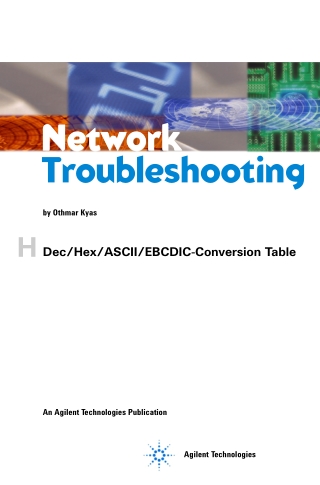 Network
Troubleshooting
by Othmar Kyas
H Dec/Hex/ASCII/EBCDIC-Conversion Table
An Agilent Technologies Publication
Agilent Technologies